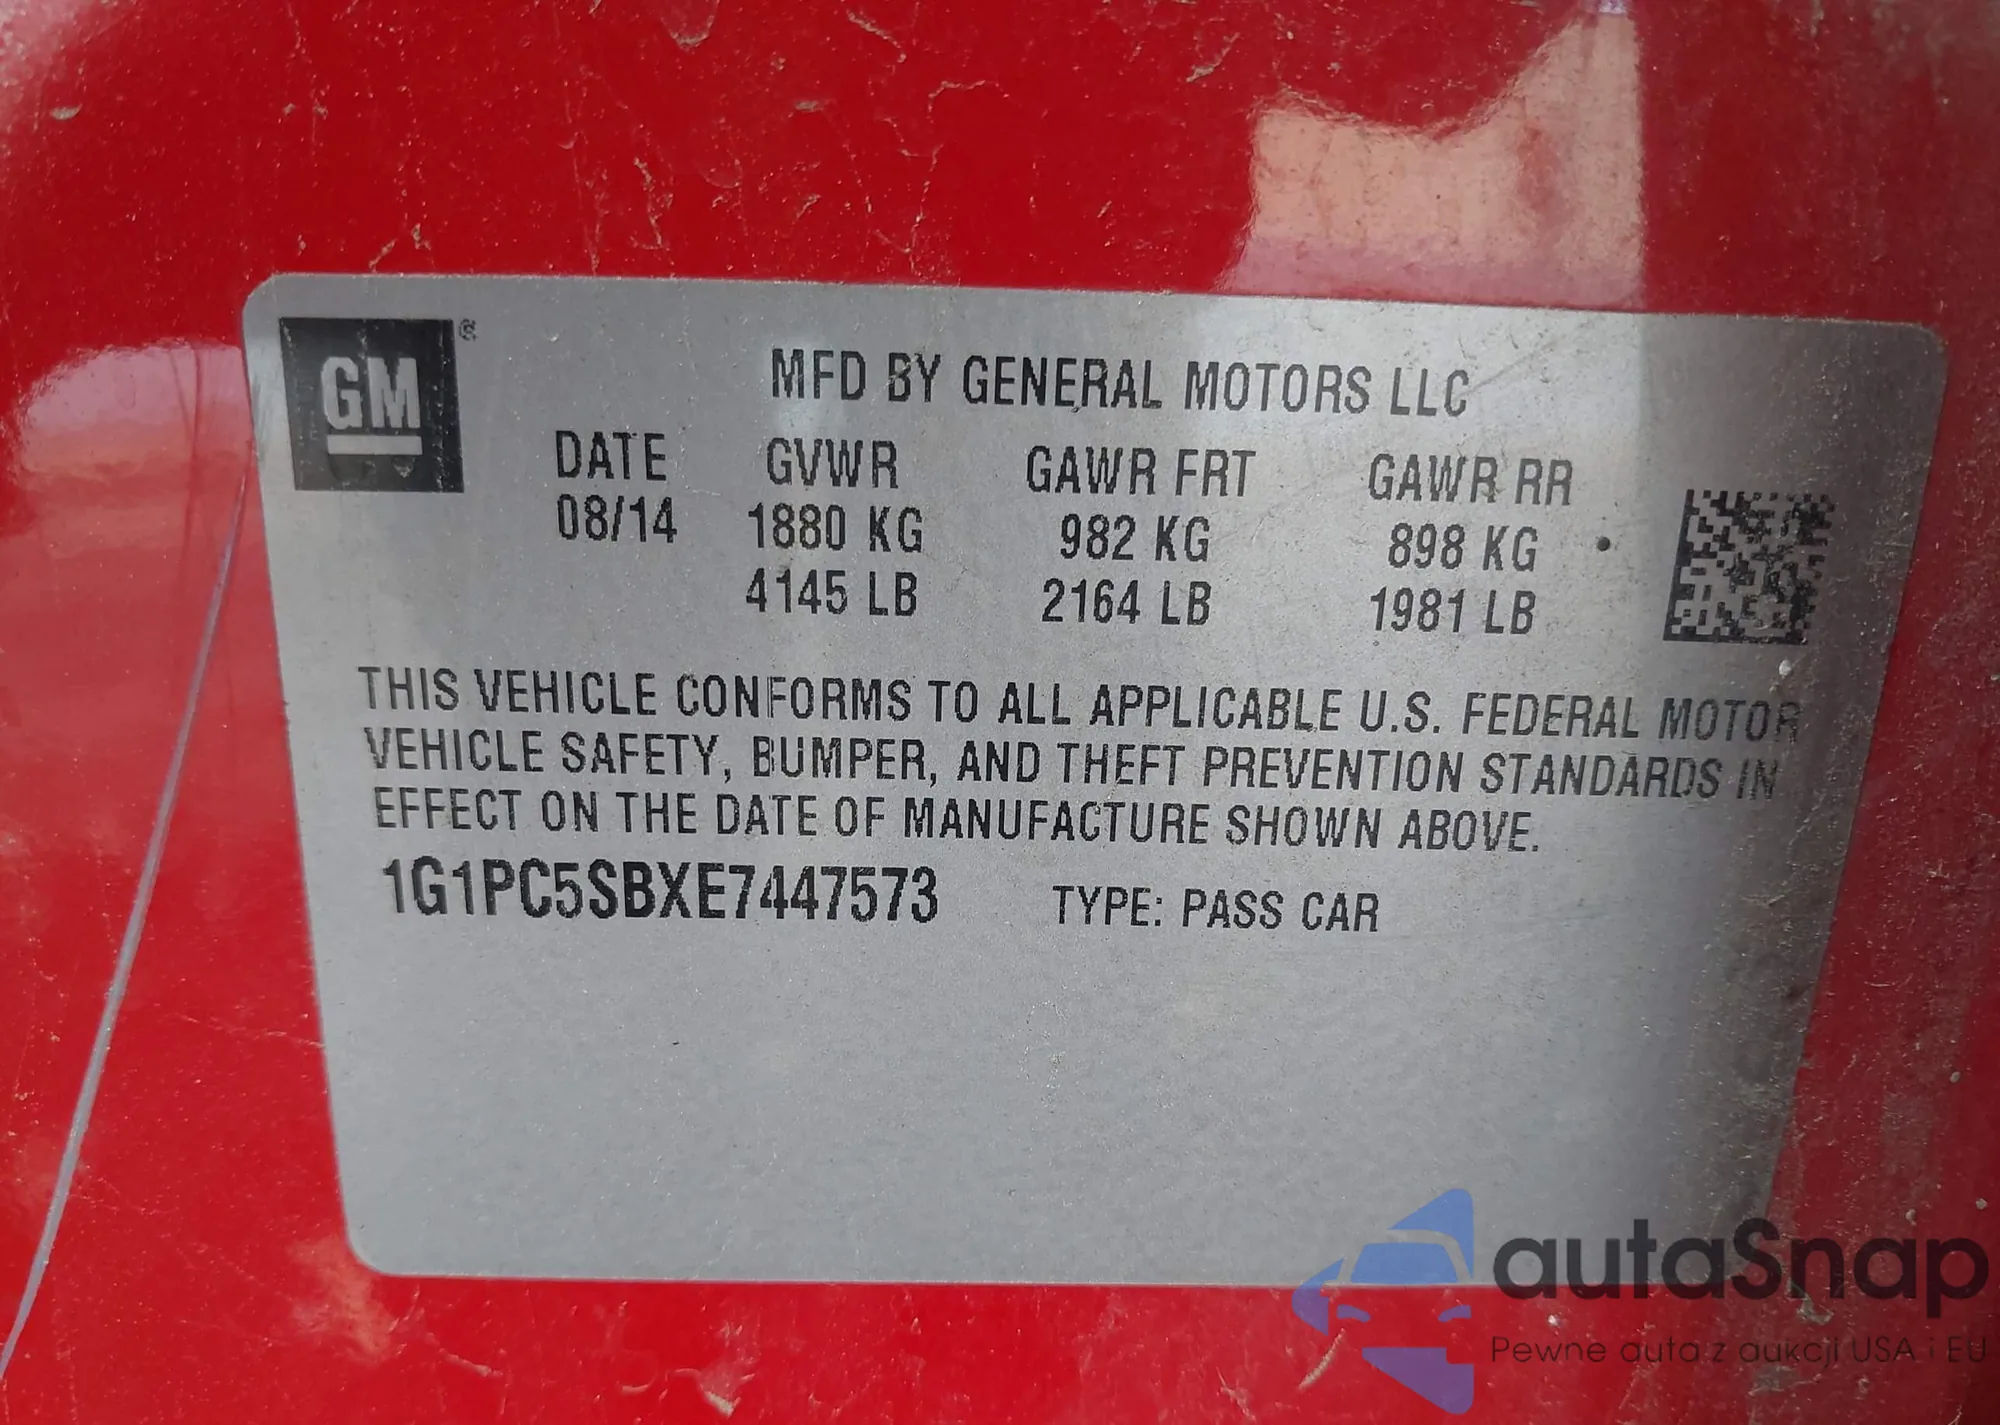 GM
MFD BY GENERAL MOTORS LLC
DATE GVWR GAWR FRT GAWR RR
08/14 1880 KG 982 KG 898 KG
4145 LB 2164 LB 1981 LB
THIS VEHICLE CONFORMS TO ALL APPLICABLE U.S. FEDERAL MOTOR
VEHICLE SAFETY, BUMPER, AND THEFT PREVENTION STANDARDS IN
EFFECT ON THE DATE OF MANUFACTURE SHOWN ABOVE.
1G1PC5SBXE7447573 TYPE: PASS CAR
autaSnap
Pewne auta z aukcji USA i EU